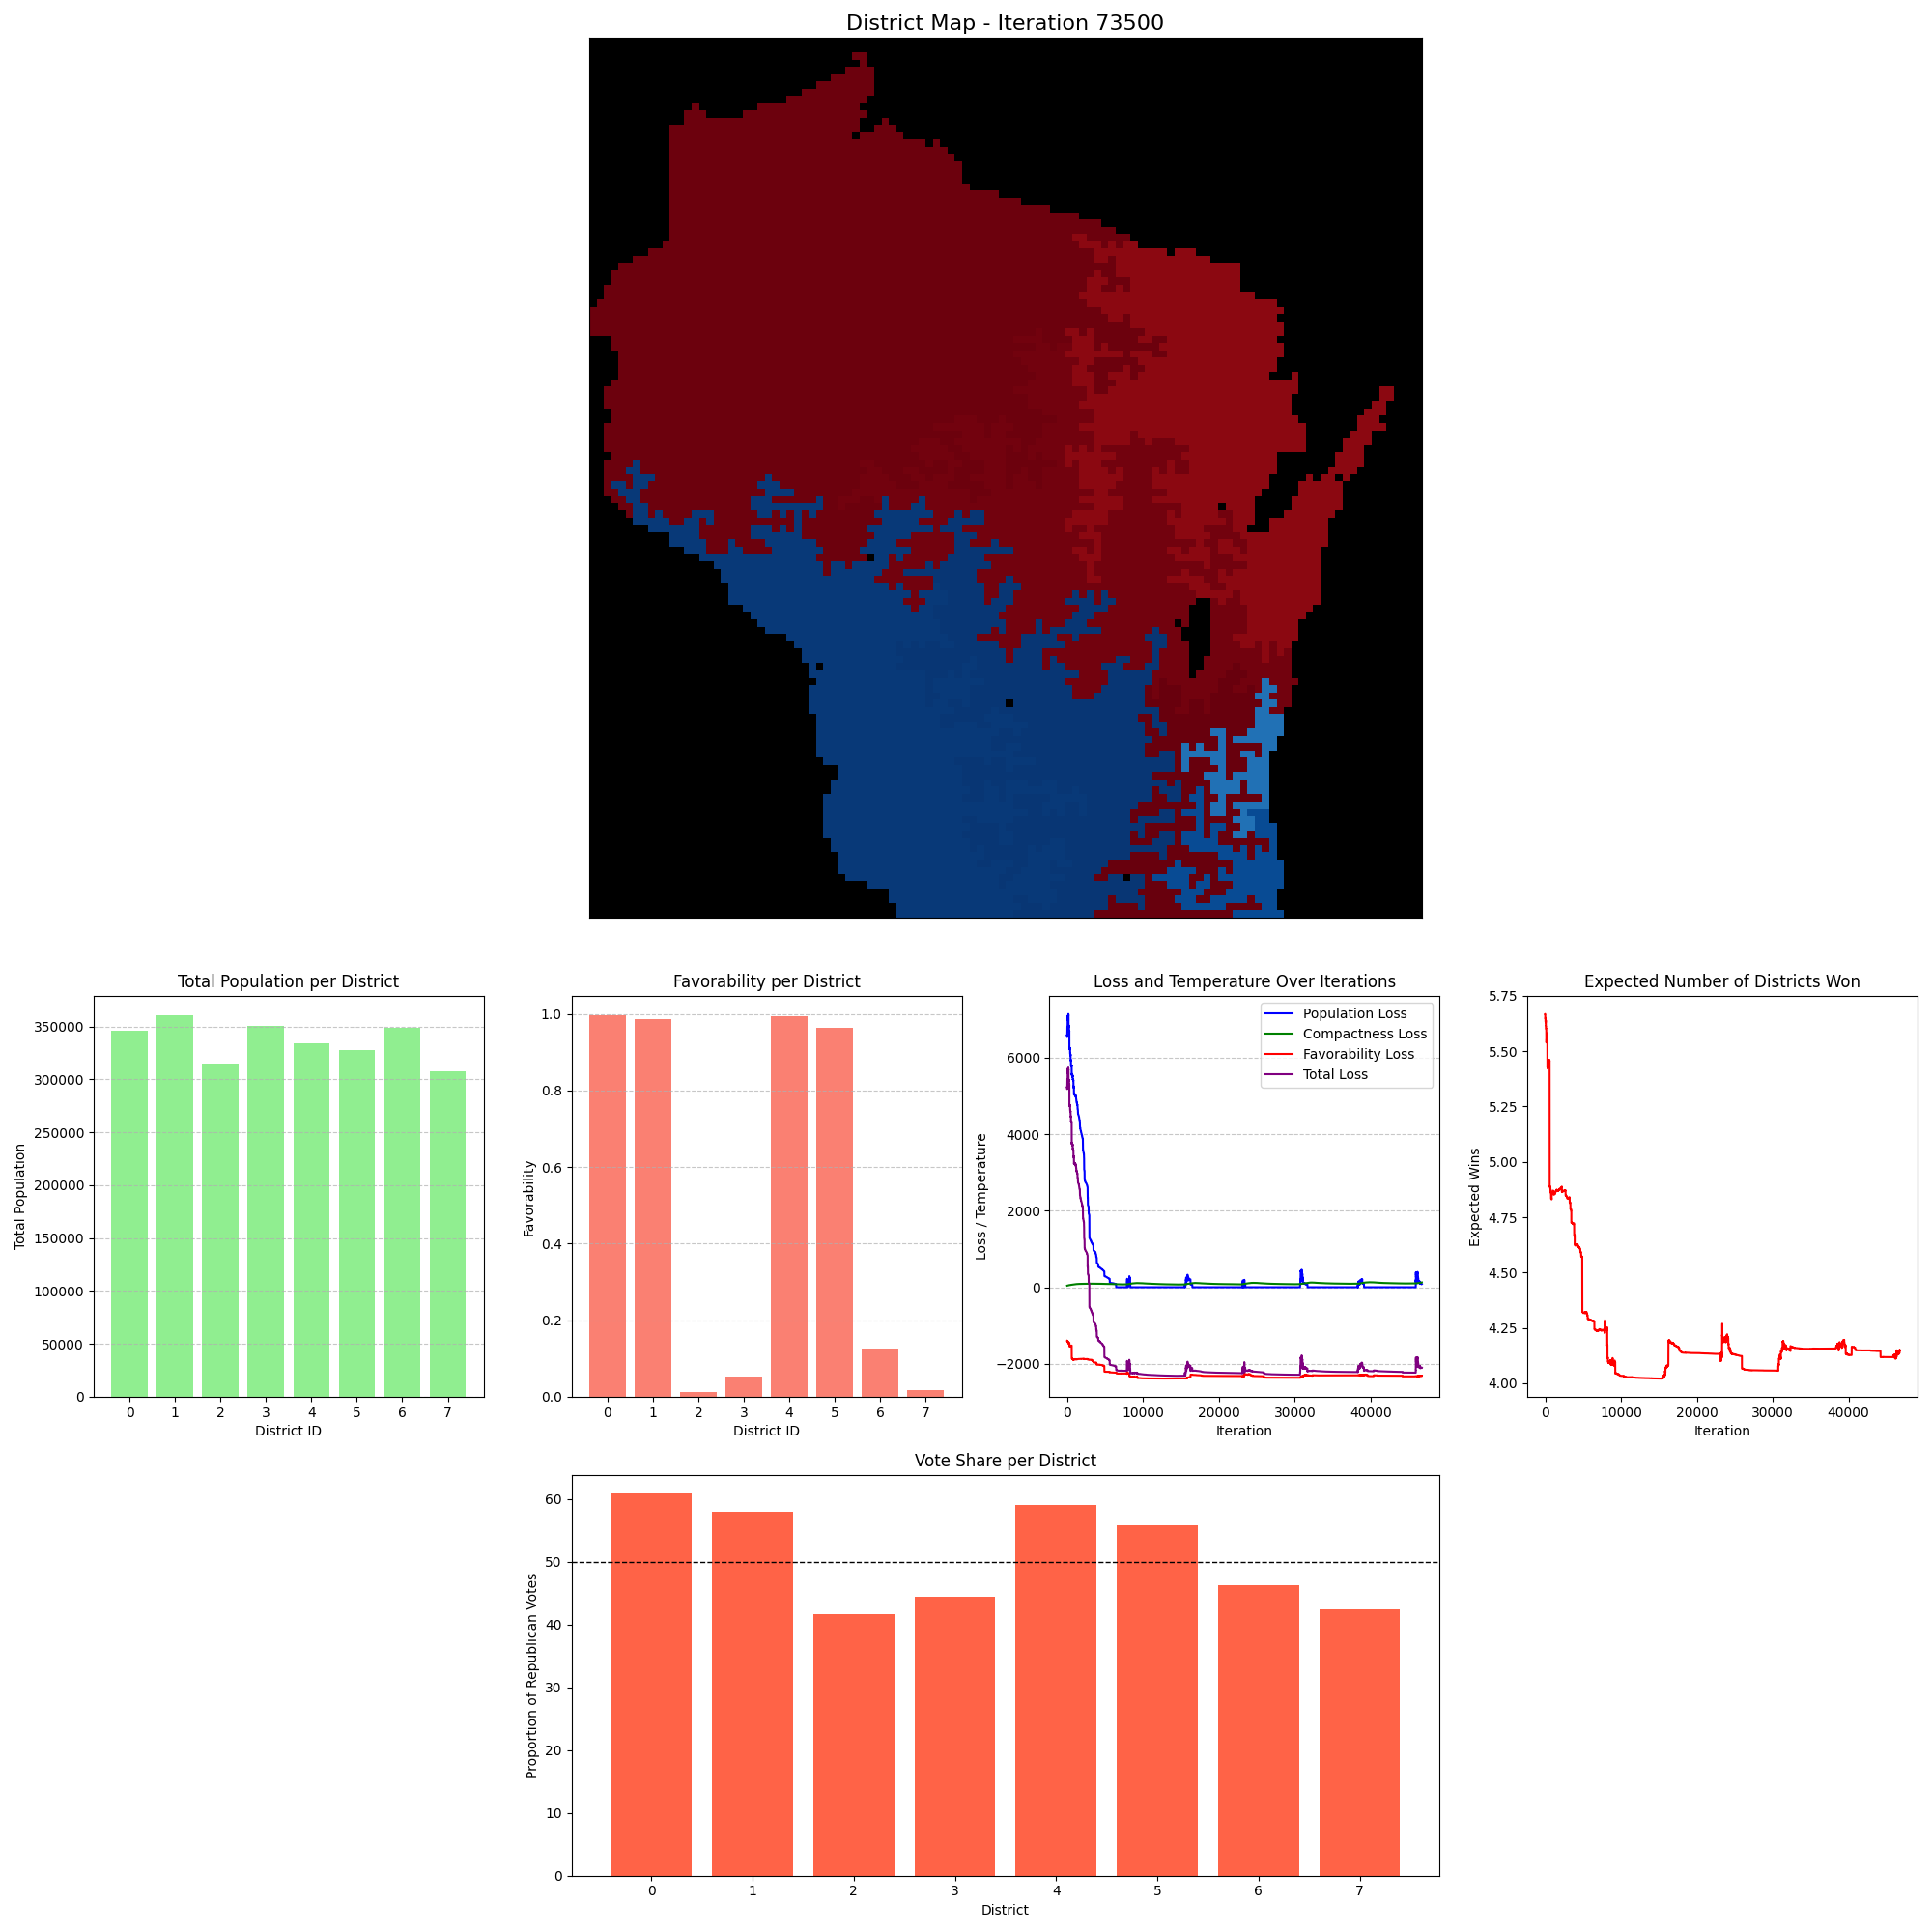 District Map - Iteration 73500
Total Population per District
Total Population
350000
300000
250000
200000
150000
100000
50000
0
0 1 2 3 4 5 6 7
District ID
Favorability per District
Favorability
1.0
0.8
0.6
0.4
0.2
0.0
0 1 2 3 4 5 6 7
District ID
Loss and Temperature Over Iterations
Loss / Temperature
6000
4000
2000
0
−2000
Population Loss
Compactness Loss
Favorability Loss
Total Loss
0 10000 20000 30000 40000
Iteration
Expected Number of Districts Won
Expected Wins
5.75
5.50
5.25
5.00
4.75
4.50
4.25
4.00
0 10000 20000 30000 40000
Iteration
Vote Share per District
Proportion of Republican Votes
60
50
40
30
20
10
0
0 1 2 3 4 5 6 7
District